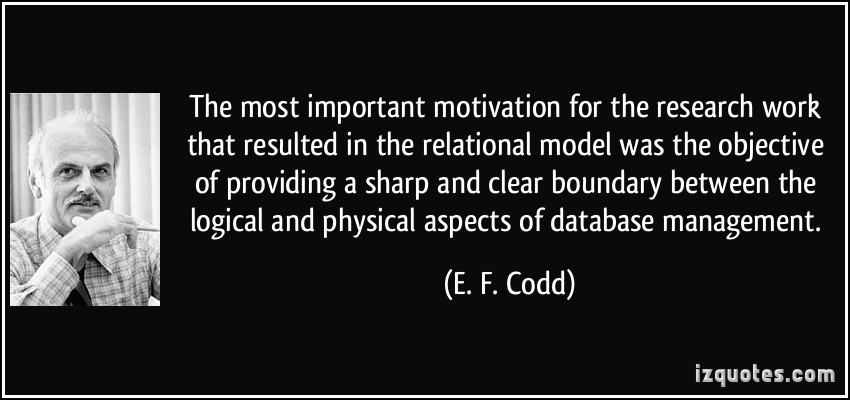 The most important motivation for the research work
that resulted in the relational model was the objective
of providing a sharp and clear boundary between the
logical and physical aspects of database management.
(E. F. Codd)
izquotes.com